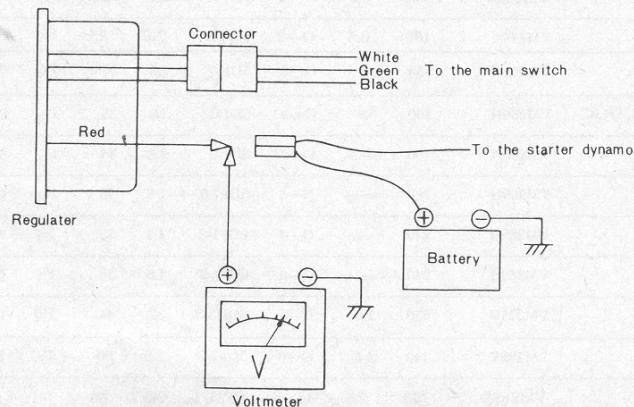 Connector
White
Green
Black
To the main switch
Red
To the starter dynamo
Regulater
Battery
V
Voltmeter